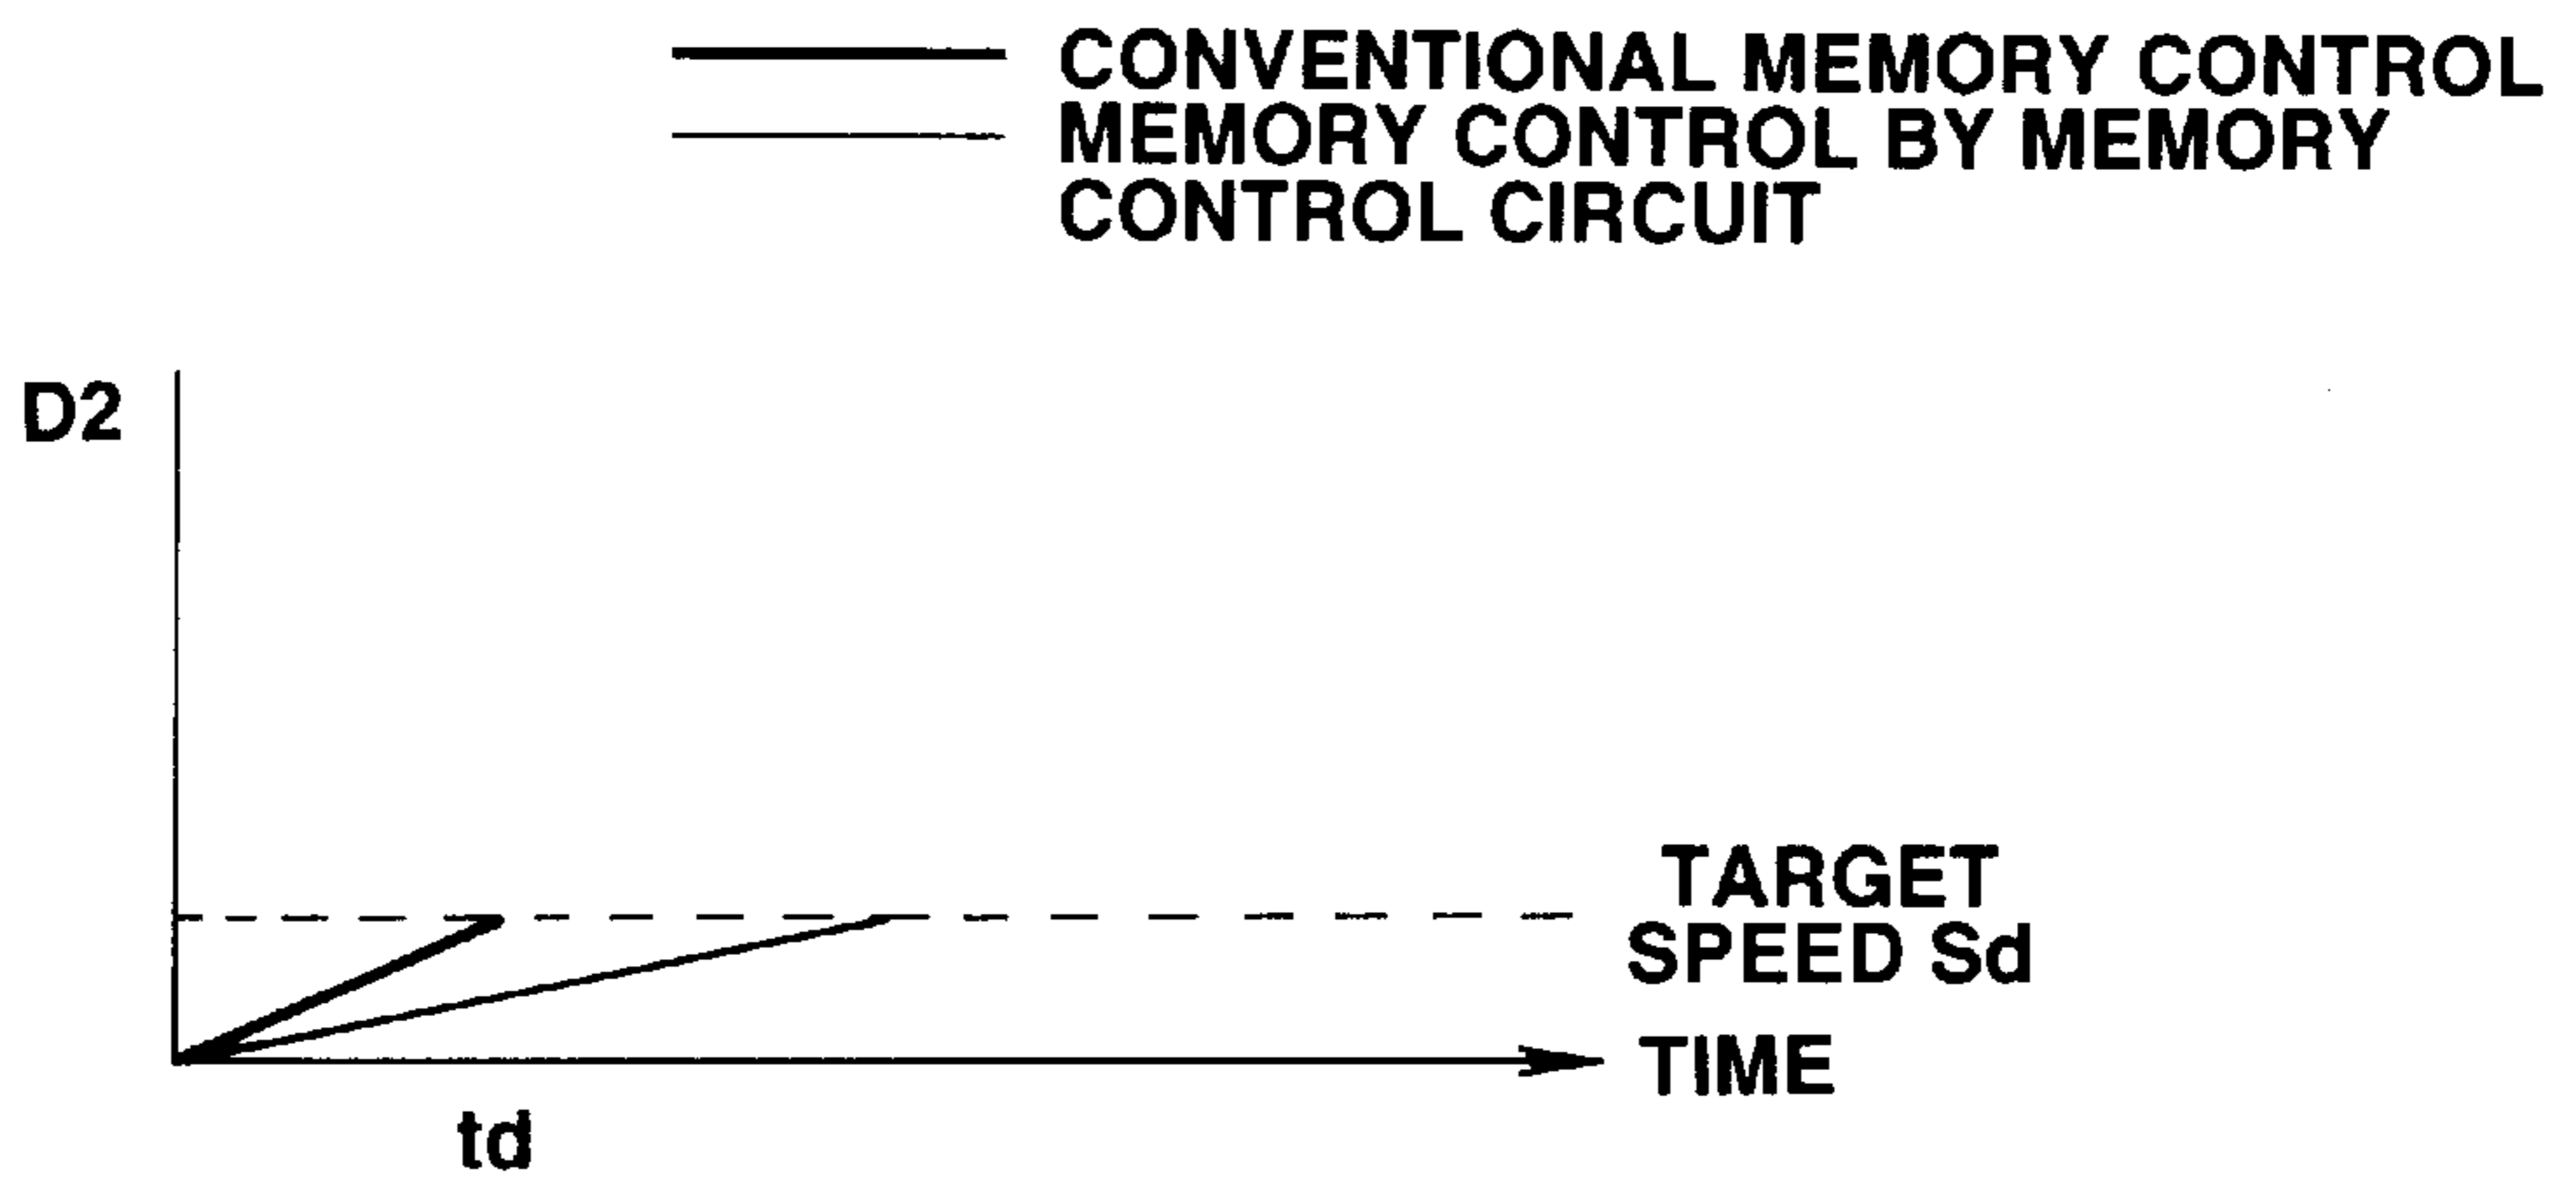 CONVENTIONAL MEMORY CONTROL
MEMORY CONTROL BY MEMORY
CONTROL CIRCUIT
D2
TARGET
SPEED Sd
TIME
td